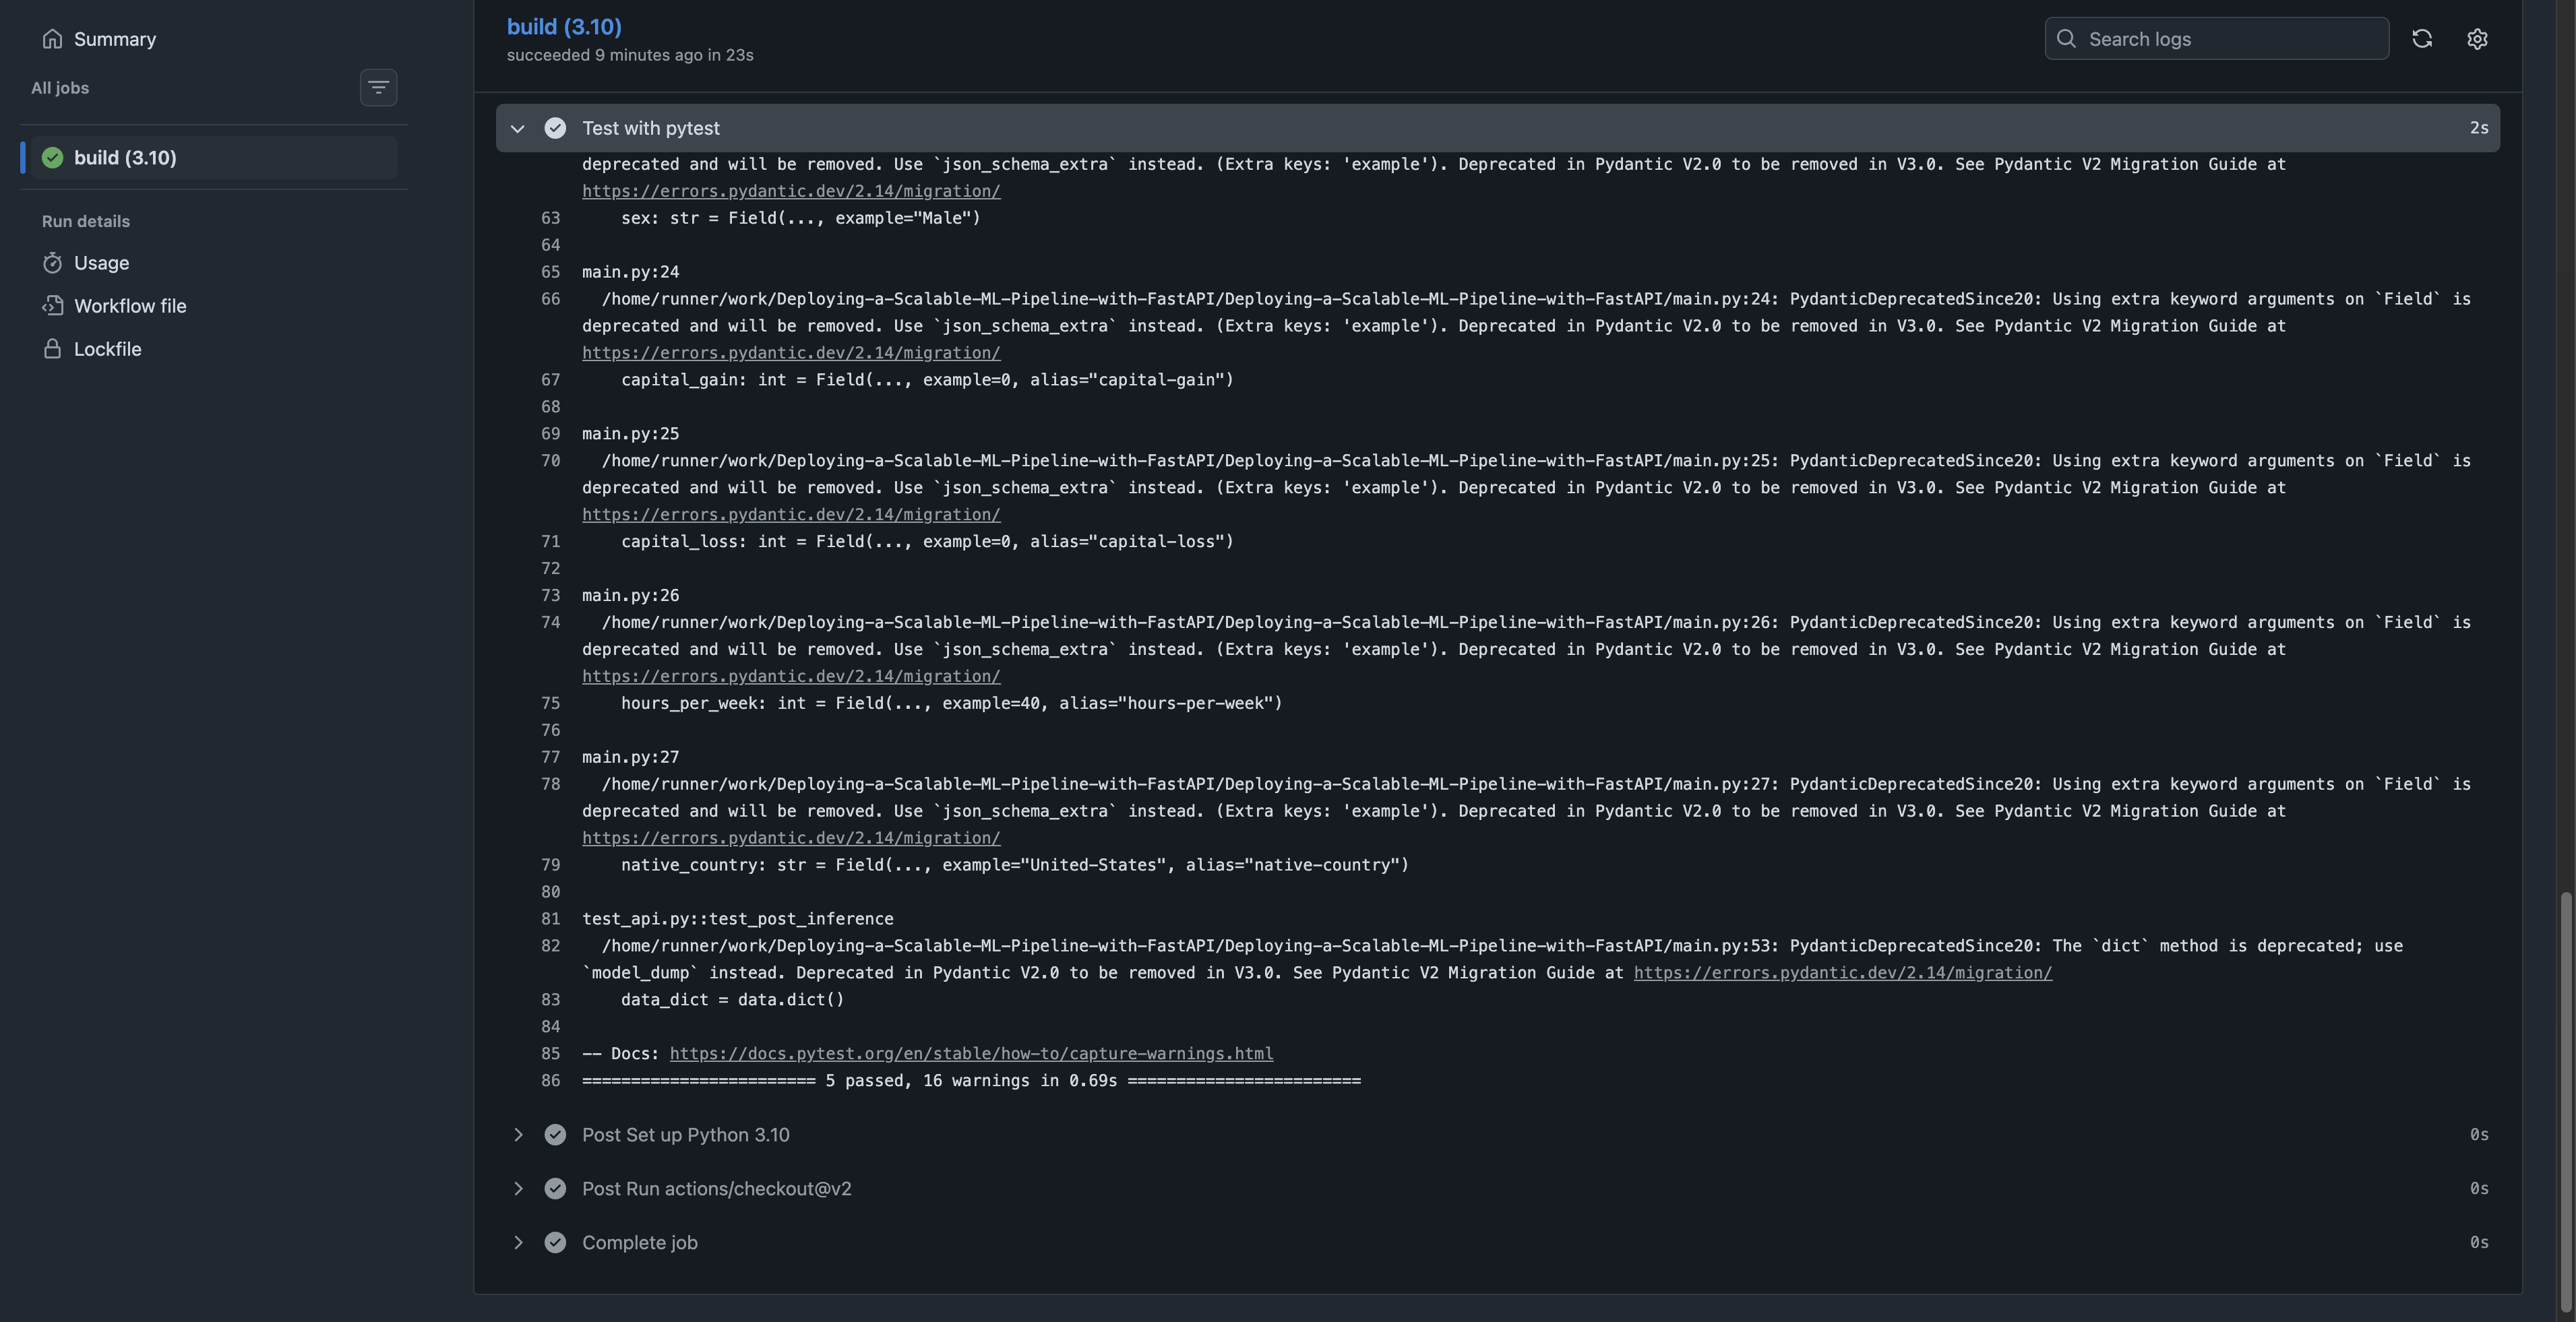 Summary
All jobs
build (3.10)
Run details
Usage
Workflow file
Lockfile
build (3.10)
succeeded 9 minutes ago in 23s
Search logs
Test with pytest 2s
deprecated and will be removed. Use `json_schema_extra` instead. (Extra keys: 'example'). Deprecated in Pydantic V2.0 to be removed in V3.0. See Pydantic V2 Migration Guide at
https://errors.pydantic.dev/2.14/migration/
63 sex: str = Field(..., example="Male")
64
65 main.py:24
66 /home/runner/work/Deploying-a-Scalable-ML-Pipeline-with-FastAPI/Deploying-a-Scalable-ML-Pipeline-with-FastAPI/main.py:24: PydanticDeprecatedSince20: Using extra keyword arguments on `Field` is
deprecated and will be removed. Use `json_schema_extra` instead. (Extra keys: 'example'). Deprecated in Pydantic V2.0 to be removed in V3.0. See Pydantic V2 Migration Guide at
https://errors.pydantic.dev/2.14/migration/
67 capital_gain: int = Field(..., example=0, alias="capital-gain")
68
69 main.py:25
70 /home/runner/work/Deploying-a-Scalable-ML-Pipeline-with-FastAPI/Deploying-a-Scalable-ML-Pipeline-with-FastAPI/main.py:25: PydanticDeprecatedSince20: Using extra keyword arguments on `Field` is
deprecated and will be removed. Use `json_schema_extra` instead. (Extra keys: 'example'). Deprecated in Pydantic V2.0 to be removed in V3.0. See Pydantic V2 Migration Guide at
https://errors.pydantic.dev/2.14/migration/
71 capital_loss: int = Field(..., example=0, alias="capital-loss")
72
73 main.py:26
74 /home/runner/work/Deploying-a-Scalable-ML-Pipeline-with-FastAPI/Deploying-a-Scalable-ML-Pipeline-with-FastAPI/main.py:26: PydanticDeprecatedSince20: Using extra keyword arguments on `Field` is
deprecated and will be removed. Use `json_schema_extra` instead. (Extra keys: 'example'). Deprecated in Pydantic V2.0 to be removed in V3.0. See Pydantic V2 Migration Guide at
https://errors.pydantic.dev/2.14/migration/
75 hours_per_week: int = Field(..., example=40, alias="hours-per-week")
76
77 main.py:27
78 /home/runner/work/Deploying-a-Scalable-ML-Pipeline-with-FastAPI/Deploying-a-Scalable-ML-Pipeline-with-FastAPI/main.py:27: PydanticDeprecatedSince20: Using extra keyword arguments on `Field` is
deprecated and will be removed. Use `json_schema_extra` instead. (Extra keys: 'example'). Deprecated in Pydantic V2.0 to be removed in V3.0. See Pydantic V2 Migration Guide at
https://errors.pydantic.dev/2.14/migration/
79 native_country: str = Field(..., example="United-States", alias="native-country")
80
81 test_api.py::test_post_inference
82 /home/runner/work/Deploying-a-Scalable-ML-Pipeline-with-FastAPI/Deploying-a-Scalable-ML-Pipeline-with-FastAPI/main.py:53: PydanticDeprecatedSince20: The `dict` method is deprecated; use
`model_dump` instead. Deprecated in Pydantic V2.0 to be removed in V3.0. See Pydantic V2 Migration Guide at https://errors.pydantic.dev/2.14/migration/
83 data_dict = data.dict()
84
85 -- Docs: https://docs.pytest.org/en/stable/how-to/capture-warnings.html
86 ======================== 5 passed, 16 warnings in 0.69s ========================
Post Set up Python 3.10 0s
Post Run actions/checkout@v2 0s
Complete job 0s